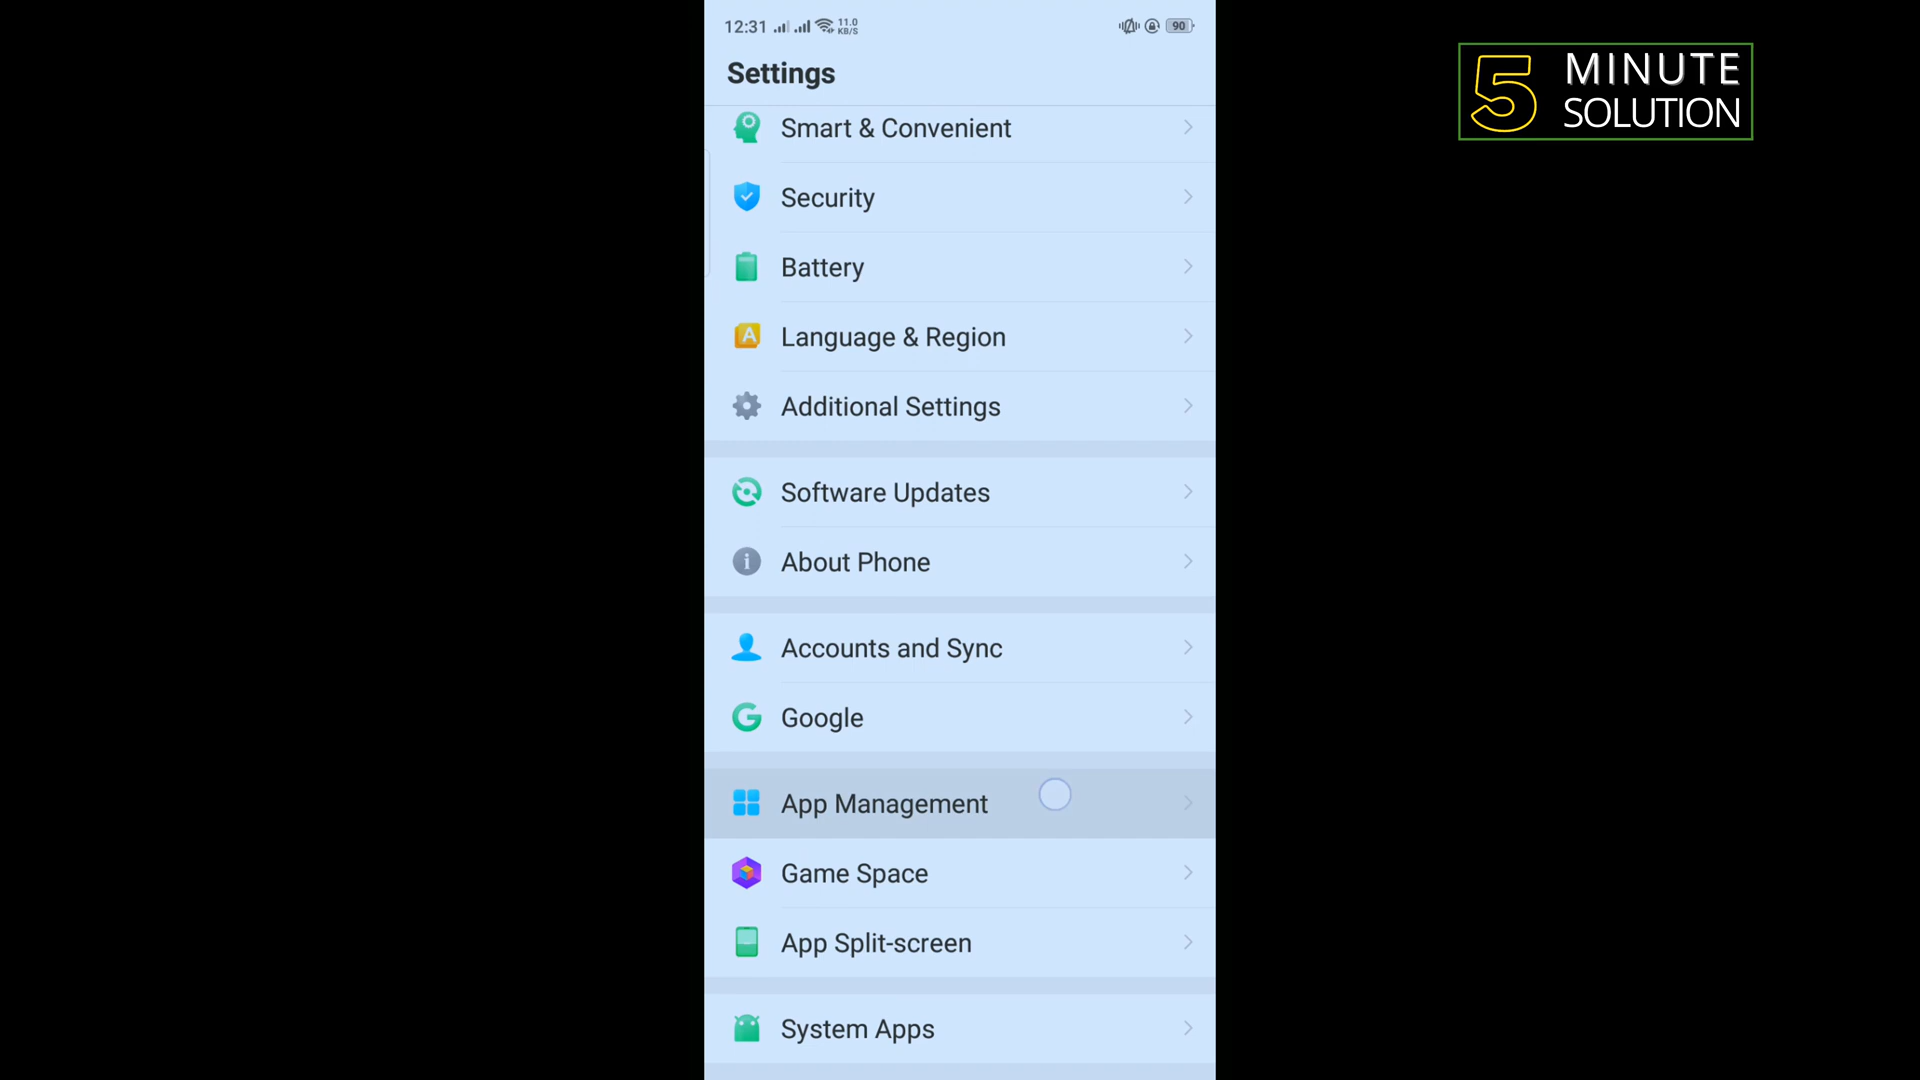 12:31 11.0 KB/S 90
5 MINUTE SOLUTION
Settings
Smart & Convenient
Security
Battery
A Language & Region
Additional Settings
Software Updates
About Phone
Accounts and Sync
G Google
App Management
Game Space
App Split-screen
System Apps